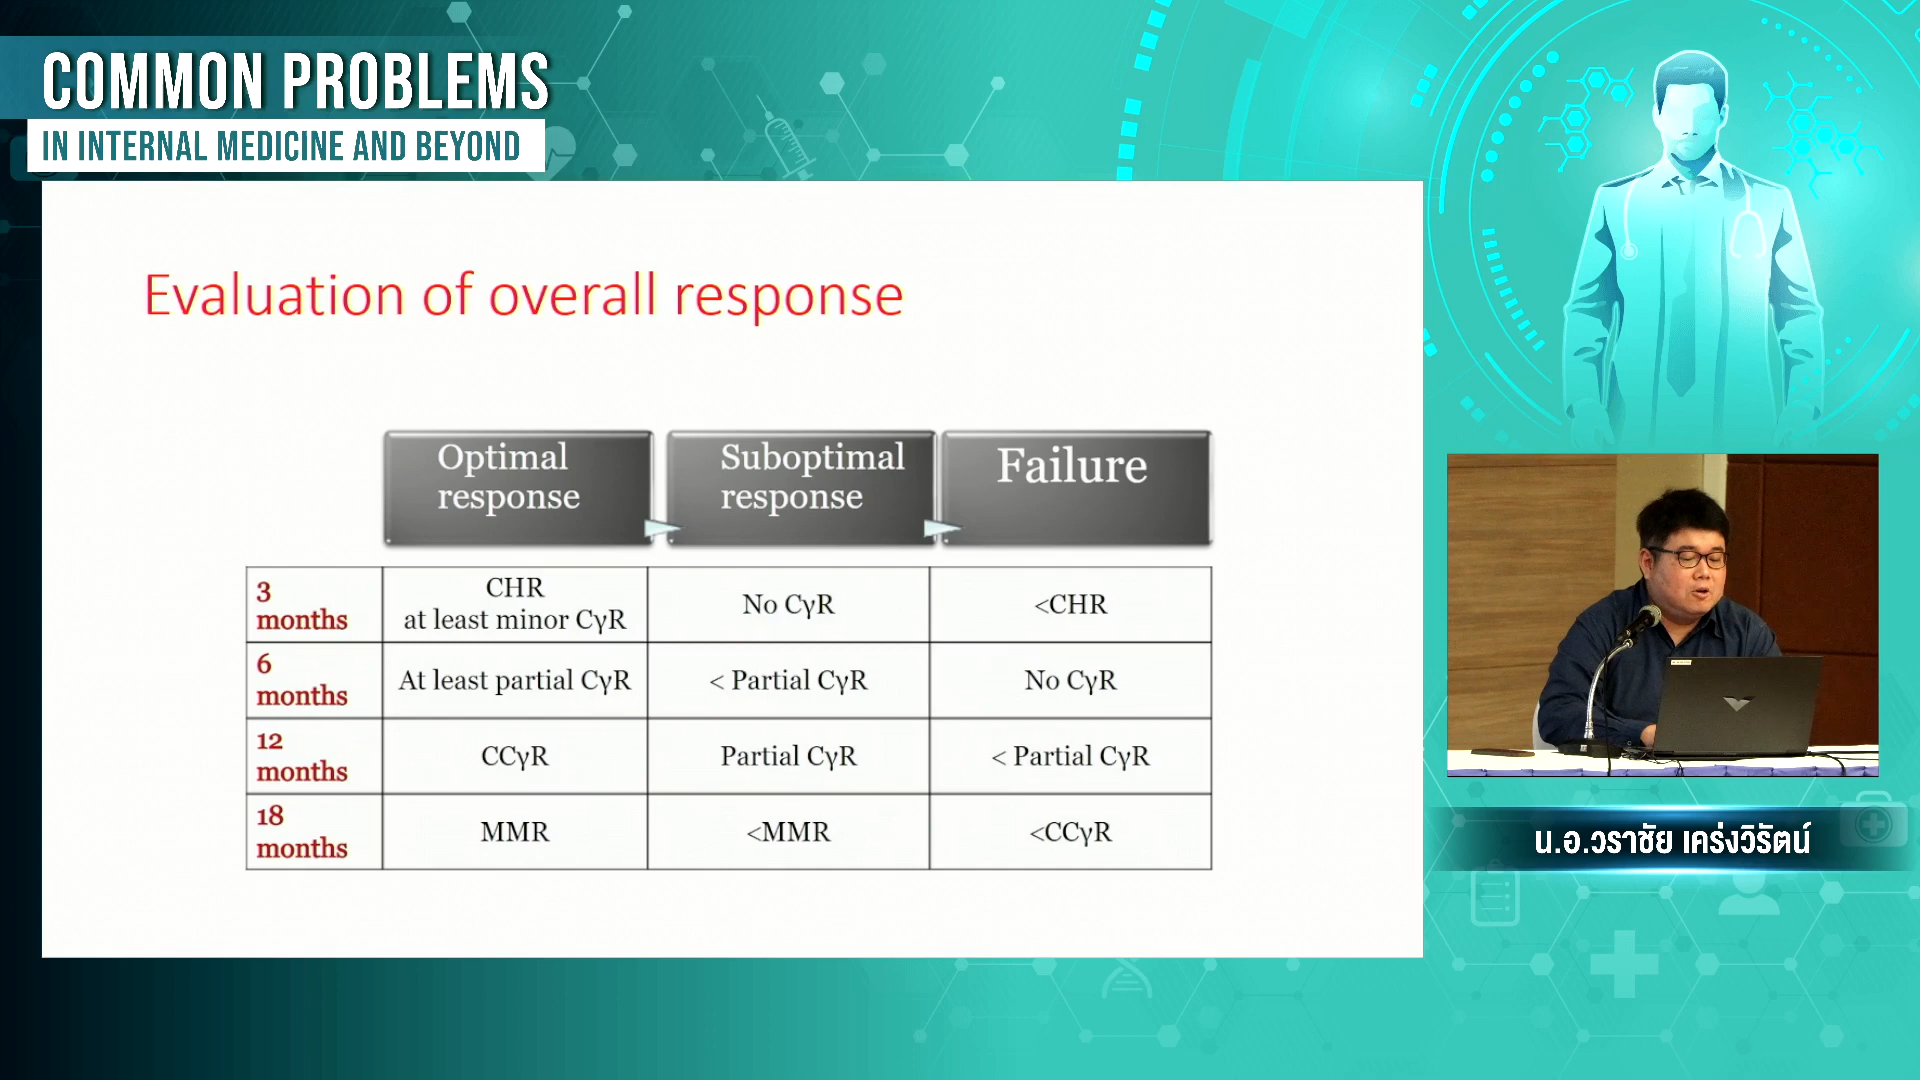 COMMON PROBLEMS
IN INTERNAL MEDICINE AND BEYOND
Evaluation of overall response
Optimal response
Suboptimal response
Failure
3 months
CHR
at least minor CγR
No CγR
<CHR
6 months
At least partial CγR
< Partial CγR
No CγR
12 months
CCγR
Partial CγR
< Partial CγR
18 months
MMR
<MMR
<CCγR
น.อ.วราชัย เคร่งวิรัตน์